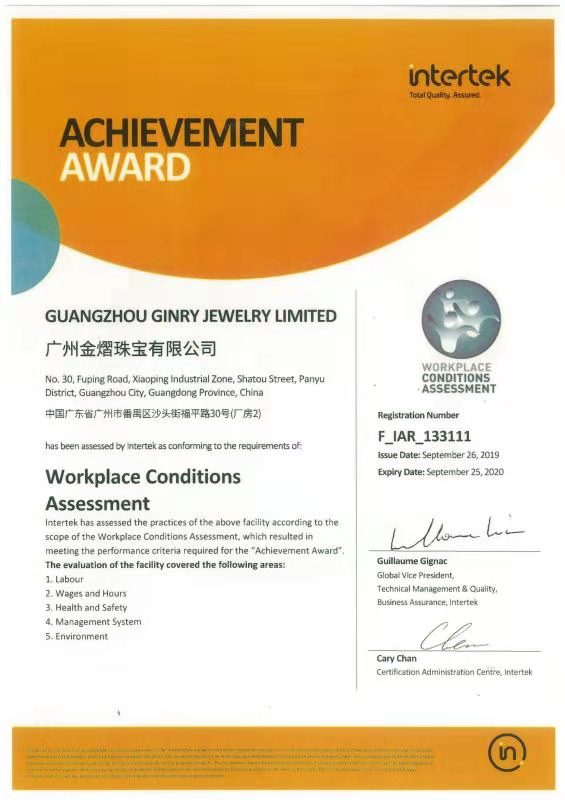 intertek
Total Quality. Assured.
ACHIEVEMENT
AWARD
GUANGZHOU GINRY JEWELRY LIMITED
广州金熠珠宝有限公司
No. 30, Fuping Road, Xiaoping Industrial Zone, Shatou Street, Panyu
District, Guangzhou City, Guangdong Province, China
中国广东省广州市番禺区沙头街福平路30号(厂房2)
has been assessed by Intertek as conforming to the requirements of:
Workplace Conditions
Assessment
Intertek has assessed the practices of the above facility according to the
scope of the Workplace Conditions Assessment, which resulted in
meeting the performance criteria required for the “Achievement Award”.
The evaluation of the facility covered the following areas:
1. Labour
2. Wages and Hours
3. Health and Safety
4. Management System
5. Environment
WORKPLACE
CONDITIONS
ASSESSMENT
Registration Number
F_IAR_133111
Issue Date: September 26, 2019
Expiry Date: September 25, 2020
Guillaume Gignac
Global Vice President,
Technical Management & Quality,
Business Assurance, Intertek
Cary Chan
Certification Administration Centre, Intertek
in